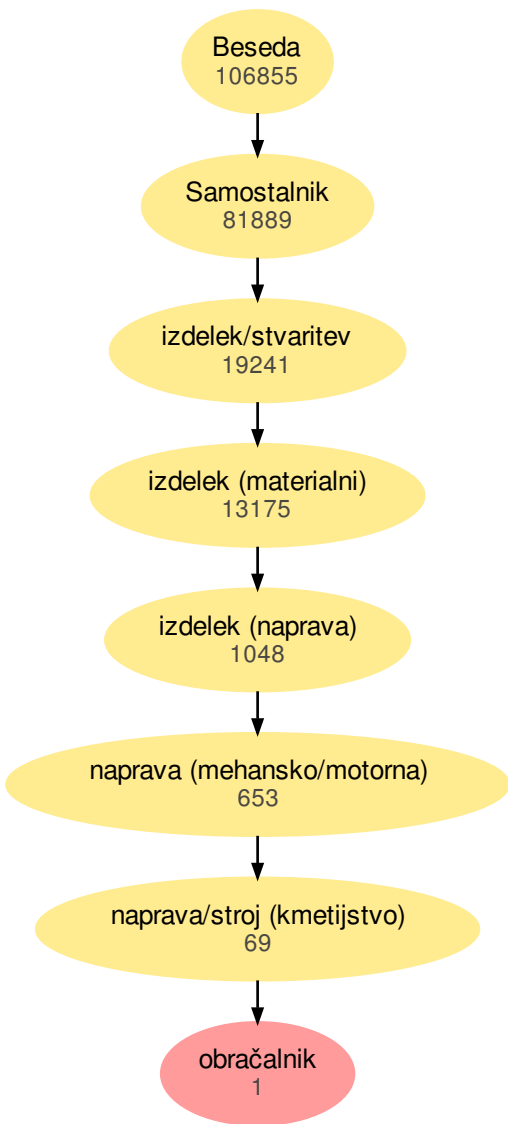 Beseda
106855
Samostalnik
81889
izdelek/stvaritev
19241
izdelek (materialni)
13175
izdelek (naprava)
1048
naprava (mehansko/motorna)
653
naprava/stroj (kmetijstvo)
69
obračalnik
1